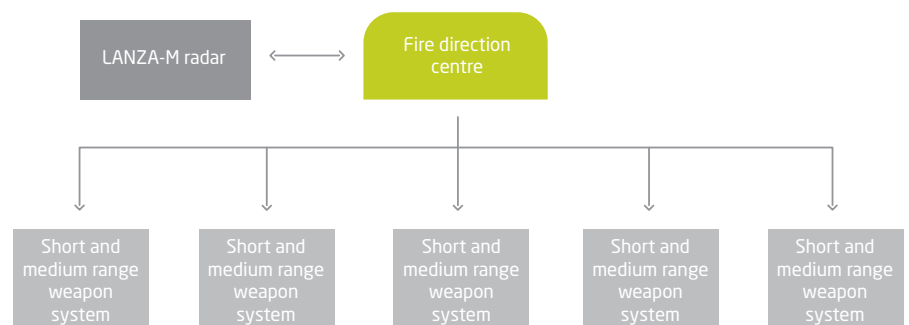 LANZA-M radar
Fire direction
centre
Short and
medium range
weapon
system
Short and
medium range
weapon
system
Short and
medium range
weapon
system
Short and
medium range
weapon
system
Short and
medium range
weapon
system